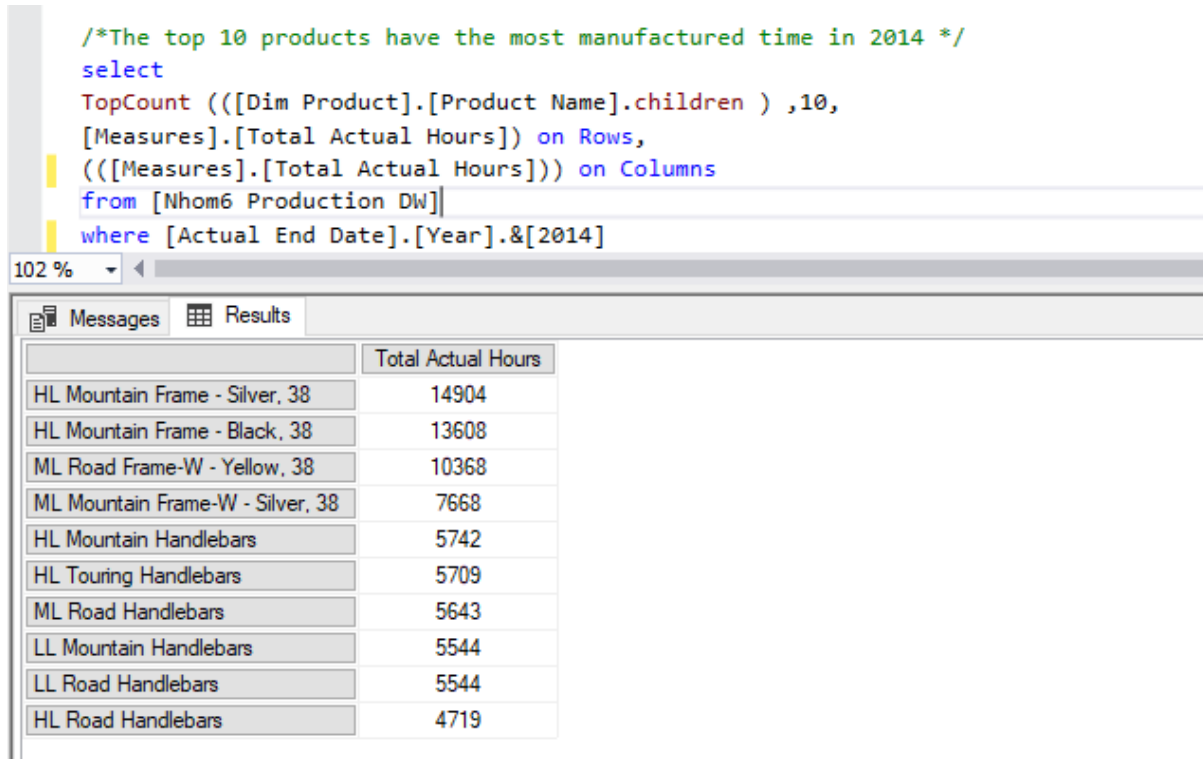 /*The top 10 products have the most manufactured time in 2014 */
select
TopCount (([Dim Product].[Product Name].children ) ,10,
[Measures].[Total Actual Hours]) on Rows,
(([Measures].[Total Actual Hours])) on Columns
from [Nhom6 Production DW]
where [Actual End Date].[Year].&[2014]
102 %
Messages Results
Total Actual Hours
HL Mountain Frame - Silver, 38 14904
HL Mountain Frame - Black, 38 13608
ML Road Frame-W - Yellow, 38 10368
ML Mountain Frame-W - Silver, 38 7668
HL Mountain Handlebars 5742
HL Touring Handlebars 5709
ML Road Handlebars 5643
LL Mountain Handlebars 5544
LL Road Handlebars 5544
HL Road Handlebars 4719